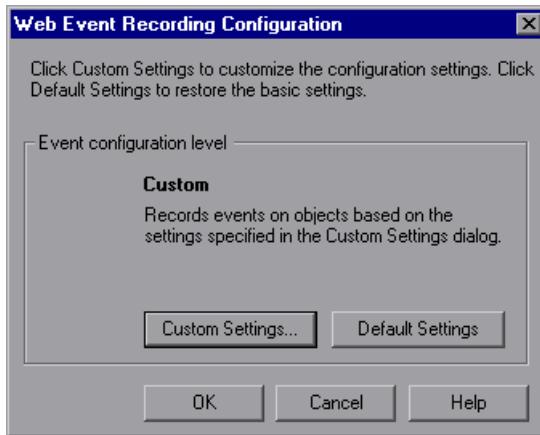 Web Event Recording Configuration
Click Custom Settings to customize the configuration settings. Click
Default Settings to restore the basic settings.
Event configuration level
Custom
Records events on objects based on the
settings specified in the Custom Settings dialog.
Custom Settings...
Default Settings
OK
Cancel
Help